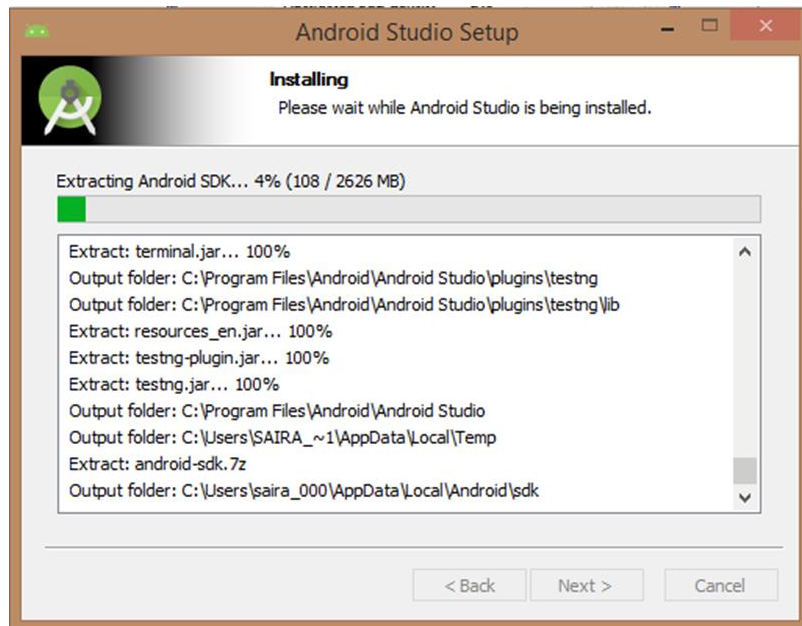 Android Studio Setup
Installing
Please wait while Android Studio is being installed.
Extracting Android SDK... 4% (108 / 2626 MB)
Extract: terminal.jar... 100%
Output folder: C:\Program Files\Android\Android Studio\plugins\testng
Output folder: C:\Program Files\Android\Android Studio\plugins\testng\lib
Extract: resources_en.jar... 100%
Extract: testng-plugin.jar... 100%
Extract: testng.jar... 100%
Output folder: C:\Program Files\Android\Android Studio
Output folder: C:\Users\SAIRA_~1\AppData\Local\Temp
Extract: android-sdk.7z
Output folder: C:\Users\saira_000\AppData\Local\Android\sdk
< Back Next > Cancel